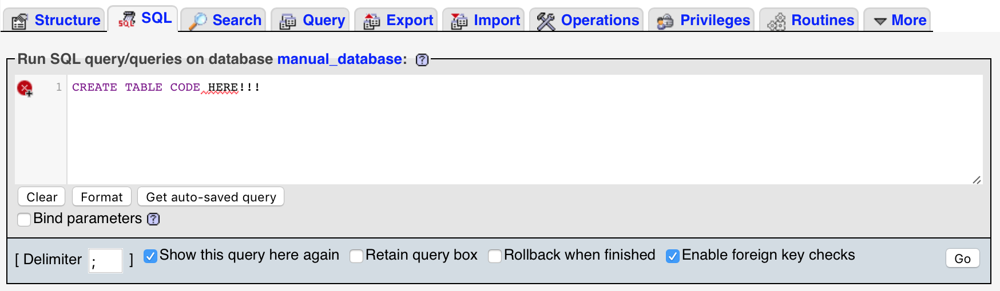 Structure SQL Search Query Export Import Operations Privileges Routines More
Run SQL query/queries on database manual_database:
1 CREATE TABLE CODE HERE!!!
Clear Format Get auto-saved query
Bind parameters
[ Delimiter ; ] Show this query here again Retain query box Rollback when finished Enable foreign key checks Go